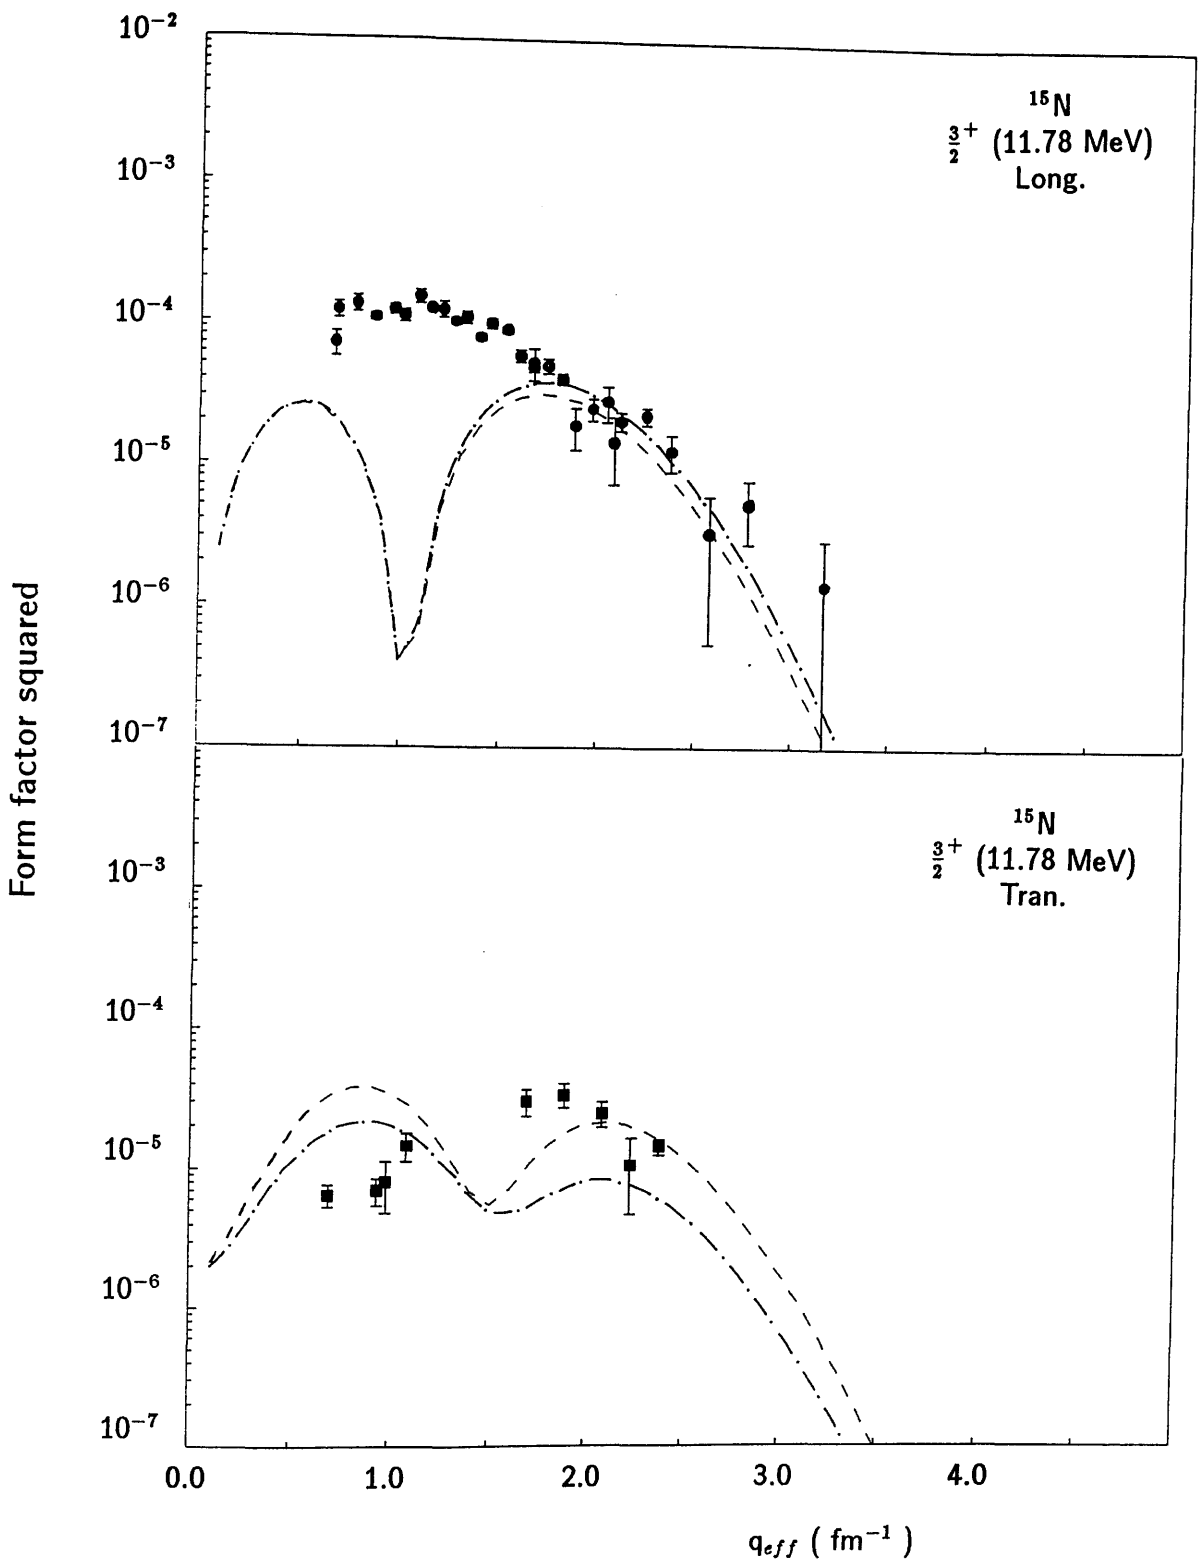 Form factor squared
10⁻²
10⁻³
10⁻⁴
10⁻⁵
10⁻⁶
10⁻⁷
¹⁵N
3/2⁺ (11.78 MeV)
Long.
10⁻³
10⁻⁴
10⁻⁵
10⁻⁶
10⁻⁷
¹⁵N
3/2⁺ (11.78 MeV)
Tran.
0.0 1.0 2.0 3.0 4.0
q_eff ( fm⁻¹ )